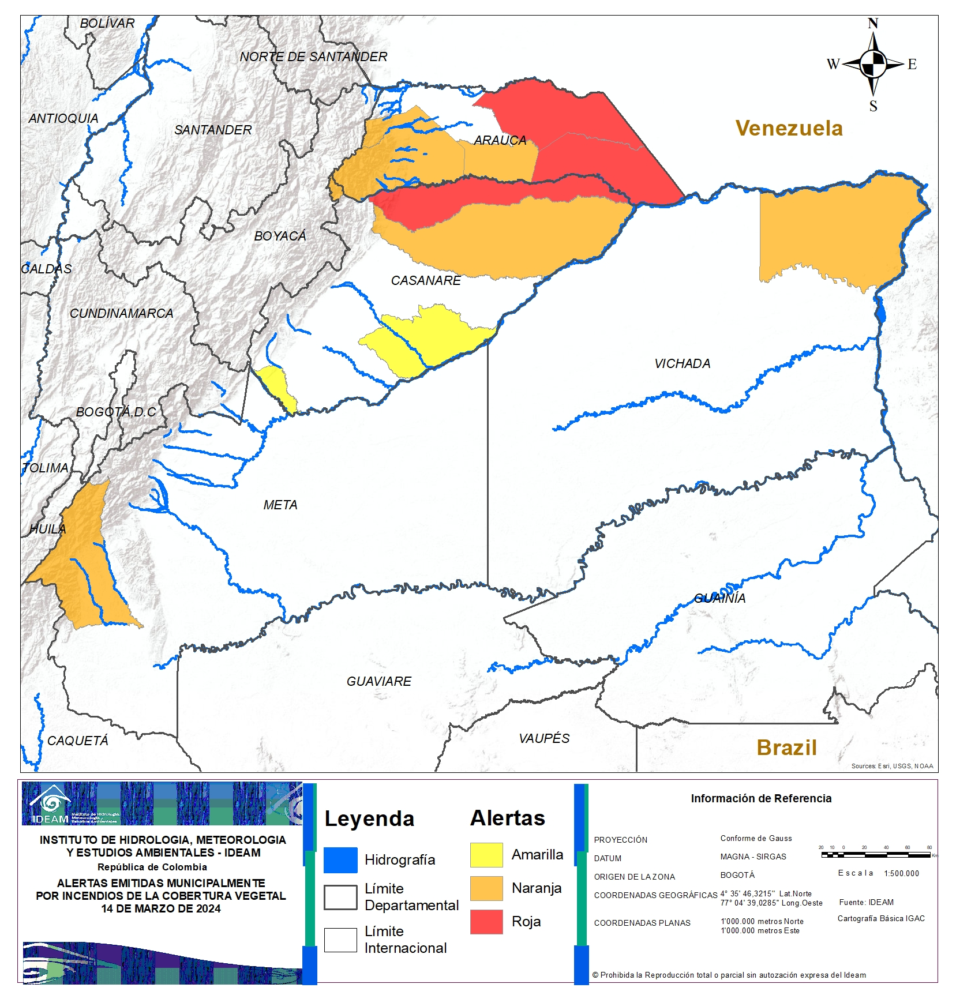 BOLÍVAR
NORTE DE SANTANDER
ANTIOQUIA
SANTANDER
ARAUCA
Venezuela
N
W
E
S
BOYACÁ
CALDAS
CASANARE
CUNDINAMARCA
VICHADA
BOGOTÁ,D.C
TOLIMA
META
HUILA
GUAINÍA
GUAVIARE
CAQUETÁ
VAUPÉS
Brazil
Sources: Esri, USGS, NOAA
IDEAM
Instituto de Hidrología,
Meteorología y
Estudios Ambientales
INSTITUTO DE HIDROLOGIA, METEOROLOGIA
Y ESTUDIOS AMBIENTALES - IDEAM
República de Colombia
ALERTAS EMITIDAS MUNICIPALMENTE
POR INCENDIOS DE LA COBERTURA VEGETAL
14 DE MARZO DE 2024
Leyenda
Hidrografía
Límite
Departamental
Límite
Internacional
Alertas
Amarilla
Naranja
Roja
Información de Referencia
PROYECCIÓN Conforme de Gauss
DATUM MAGNA - SIRGAS
ORIGEN DE LA ZONA BOGOTÁ
COORDENADAS GEOGRÁFICAS 4° 35' 46,3215'' Lat.Norte
77° 04' 39,0285" Long.Oeste
COORDENADAS PLANAS 1'000.000 metros Norte
1'000.000 metros Este
20 10 0 20 40 60 80
Km
Escala 1:500.000
Fuente: IDEAM
Cartografía Básica IGAC
© Prohibida la Reproducción total o parcial sin autozación expresa del Ideam